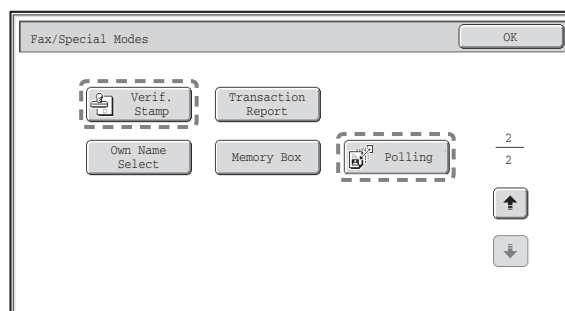 Fax/Special Modes
OK
Verif.
Stamp
Transaction
Report
Own Name
Select
Memory Box
Polling
2
2